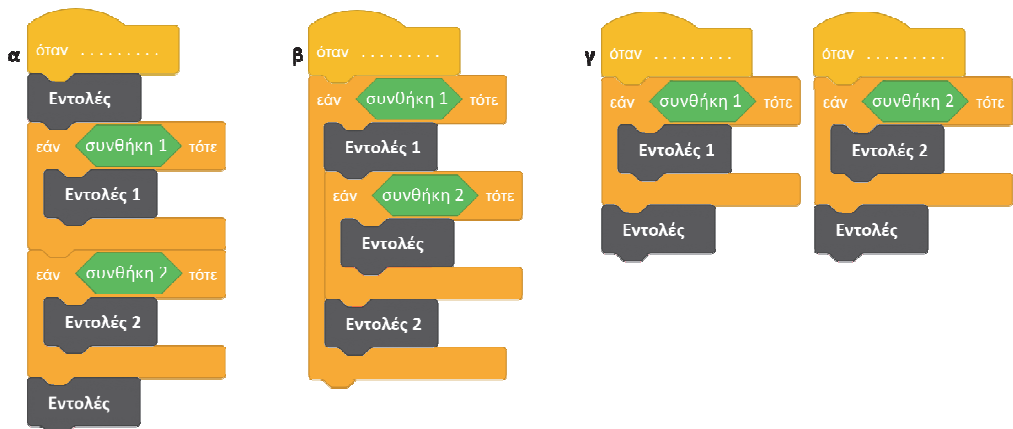 α
όταν . . . . . . . . .
Εντολές
εάν συνθήκη 1 τότε
Εντολές 1
εάν συνθήκη 2 τότε
Εντολές 2
Εντολές
β
όταν . . . . . . . . .
εάν συνθήκη 1 τότε
Εντολές 1
εάν συνθήκη 2 τότε
Εντολές
Εντολές 2
γ
όταν . . . . . . . . .
εάν συνθήκη 1 τότε
Εντολές 1
Εντολές
όταν . . . . . . . . .
εάν συνθήκη 2 τότε
Εντολές 2
Εντολές